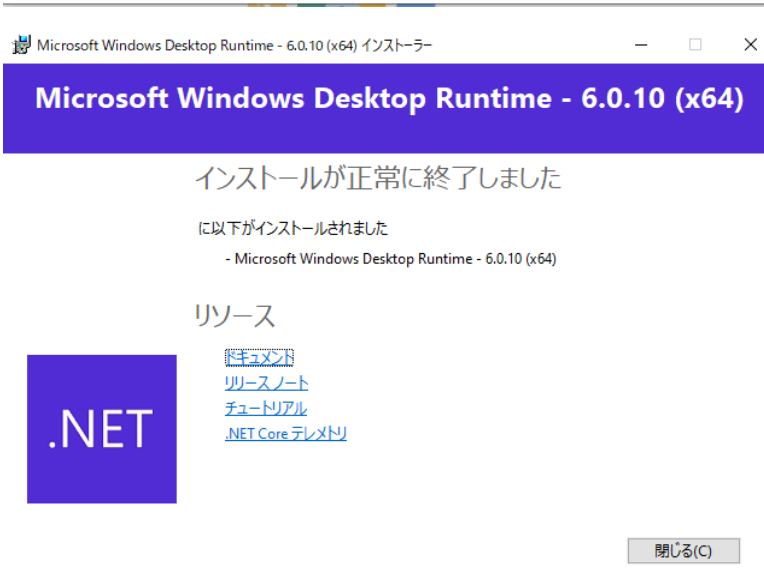 Microsoft Windows Desktop Runtime - 6.0.10 (x64) インストーラー
Microsoft Windows Desktop Runtime - 6.0.10 (x64)
インストールが正常に終了しました
に以下がインストールされました
- Microsoft Windows Desktop Runtime - 6.0.10 (x64)
リソース
ドキュメント
リリース ノート
チュートリアル
.NET Core テレメトリ
.NET
閉じる(C)